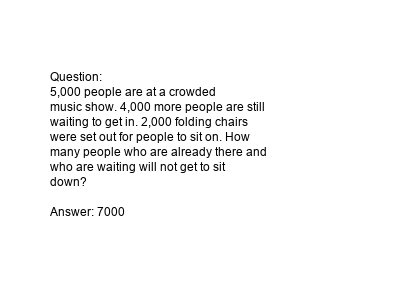 Question:
5,000 people are at a crowded
music show. 4,000 more people are still
waiting to get in. 2,000 folding chairs
were set out for people to sit on. How
many people who are already there and
who are waiting will not get to sit
down?

Answer: 7000